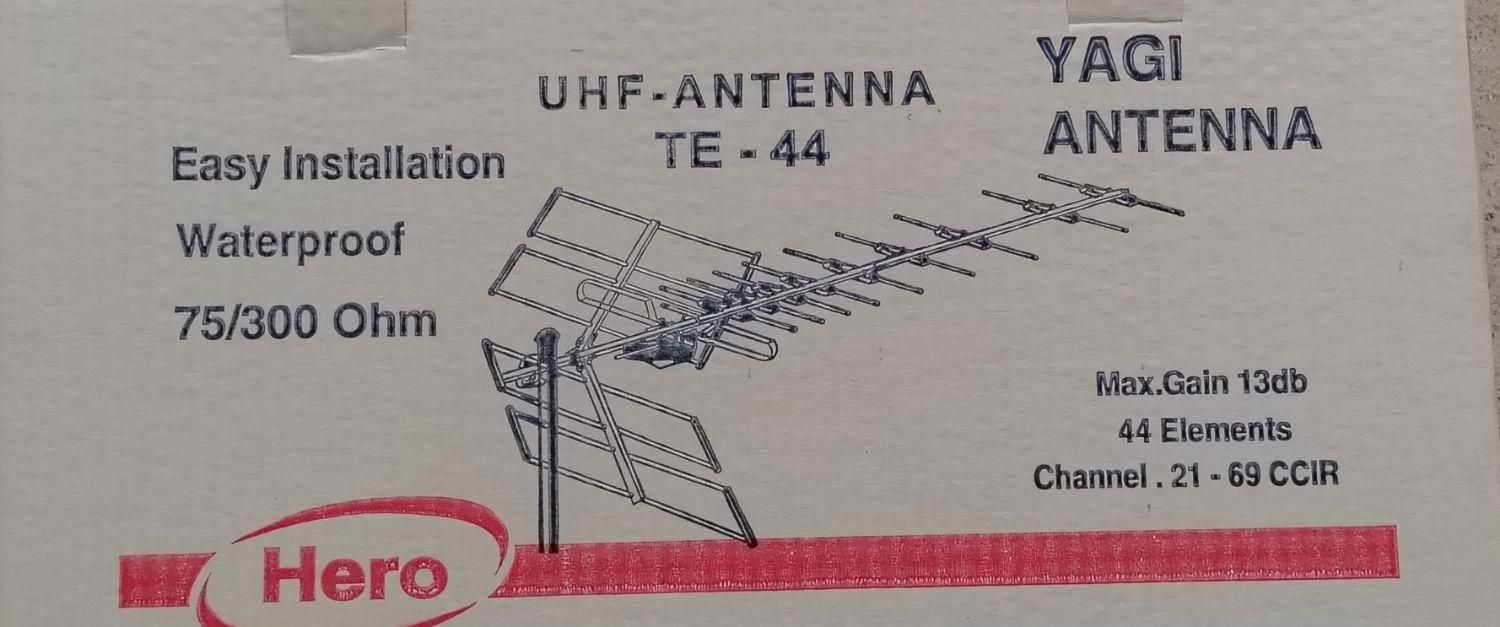 YAGI
ANTENNA
UHF-ANTENNA
TE - 44
Easy Installation
Waterproof
75/300 Ohm
Max.Gain 13db
44 Elements
Channel . 21 - 69 CCIR
Hero